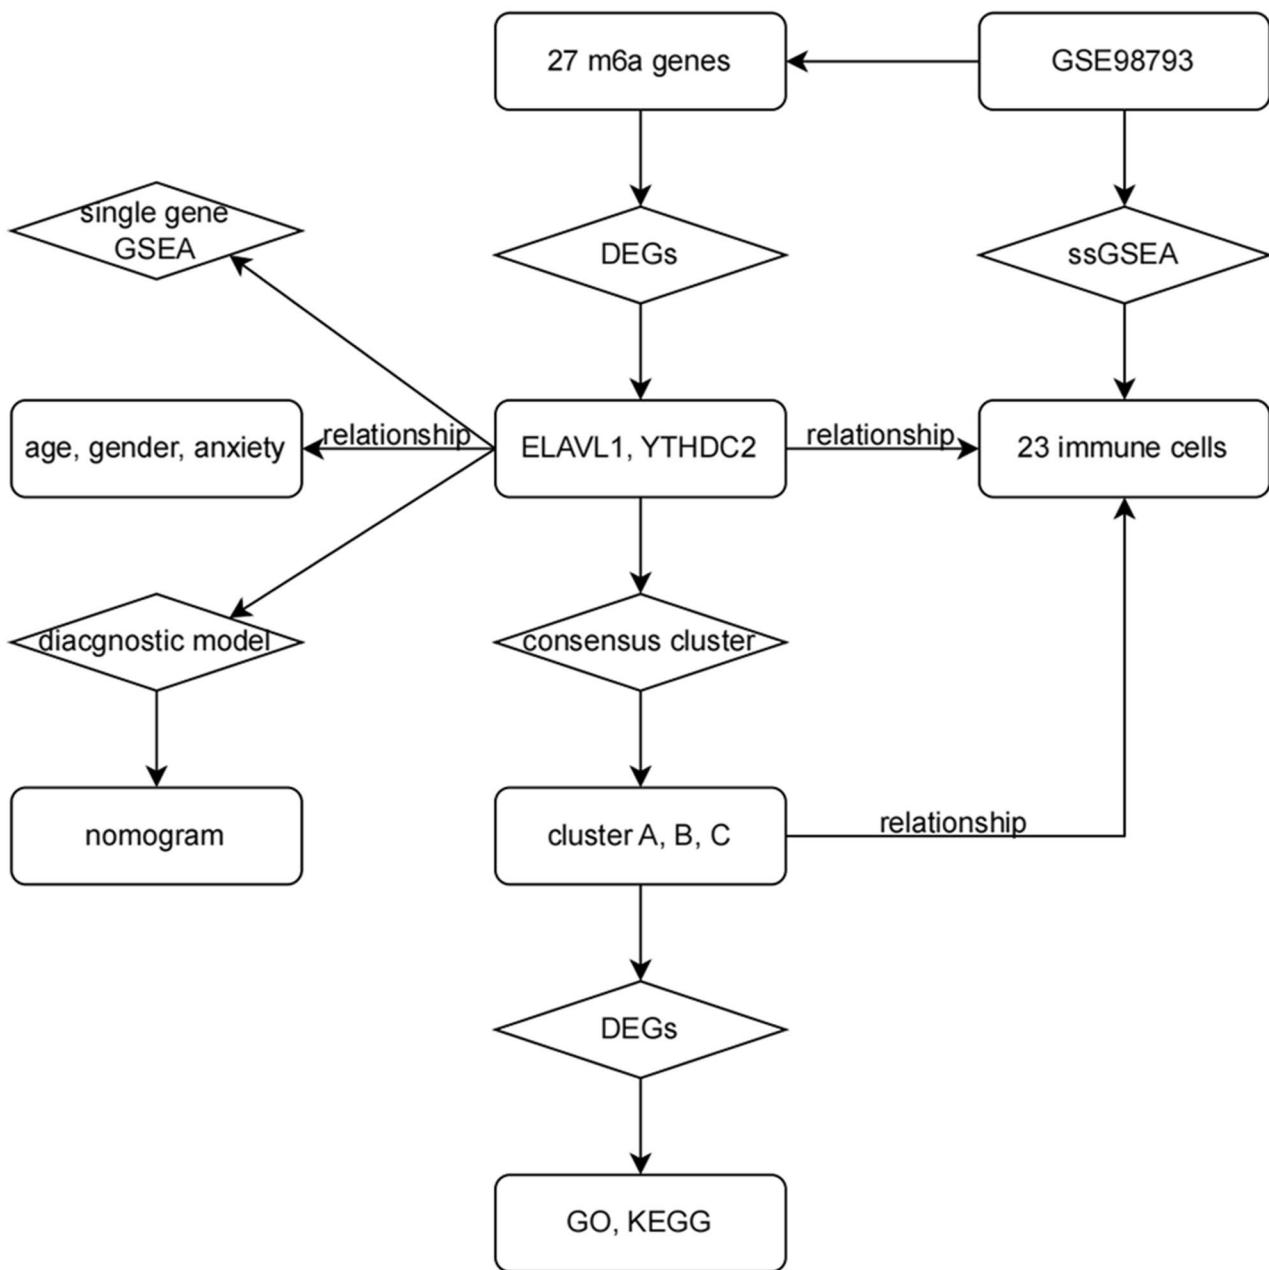 27 m6a genes
GSE98793
single gene
GSEA
DEGs
ssGSEA
age, gender, anxiety
relationship
ELAVL1, YTHDC2
relationship
23 immune cells
diacgnostic model
consensus cluster
nomogram
cluster A, B, C
relationship
DEGs
GO, KEGG